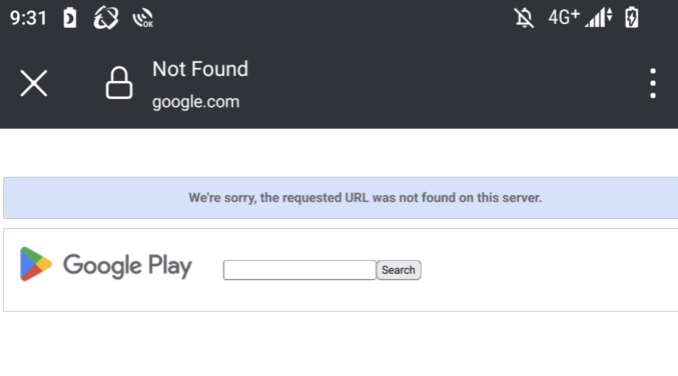 9:31
OK
4G+
Not Found
google.com
We're sorry, the requested URL was not found on this server.
Google Play
Search